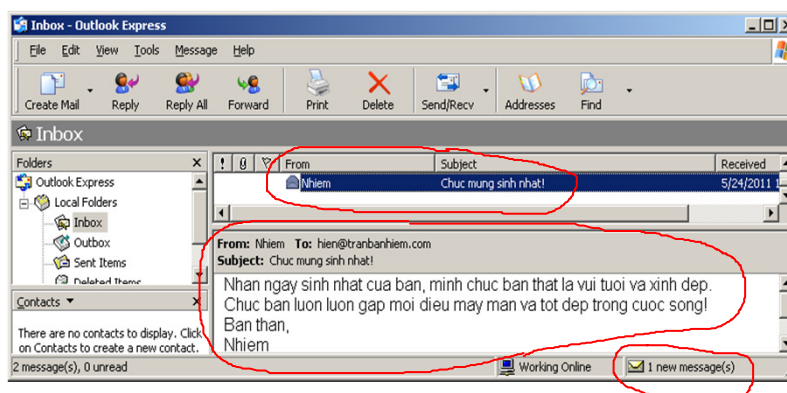 Inbox - Outlook Express
File Edit View Tools Message Help
Create Mail Reply Reply All Forward Print Delete Send/Recv Addresses Find
Inbox
Folders x ! From Subject Received
Outlook Express Nhiem Chuc mung sinh nhat! 5/24/2011
Local Folders
Inbox
Outbox From: Nhiem To: hien@tranbanhiem.com
Sent Items Subject: Chuc mung sinh nhat!
Deleted Items Nhan ngay sinh nhat cua ban, minh chuc ban that la vui tuoi va xinh dep.
Contacts x Chuc ban luon luon gap moi dieu may man va tot dep trong cuoc song!
There are no contacts to display. Click Ban than,
on Contacts to create a new contact. Nhiem
2 message(s), 0 unread Working Online 1 new message(s)